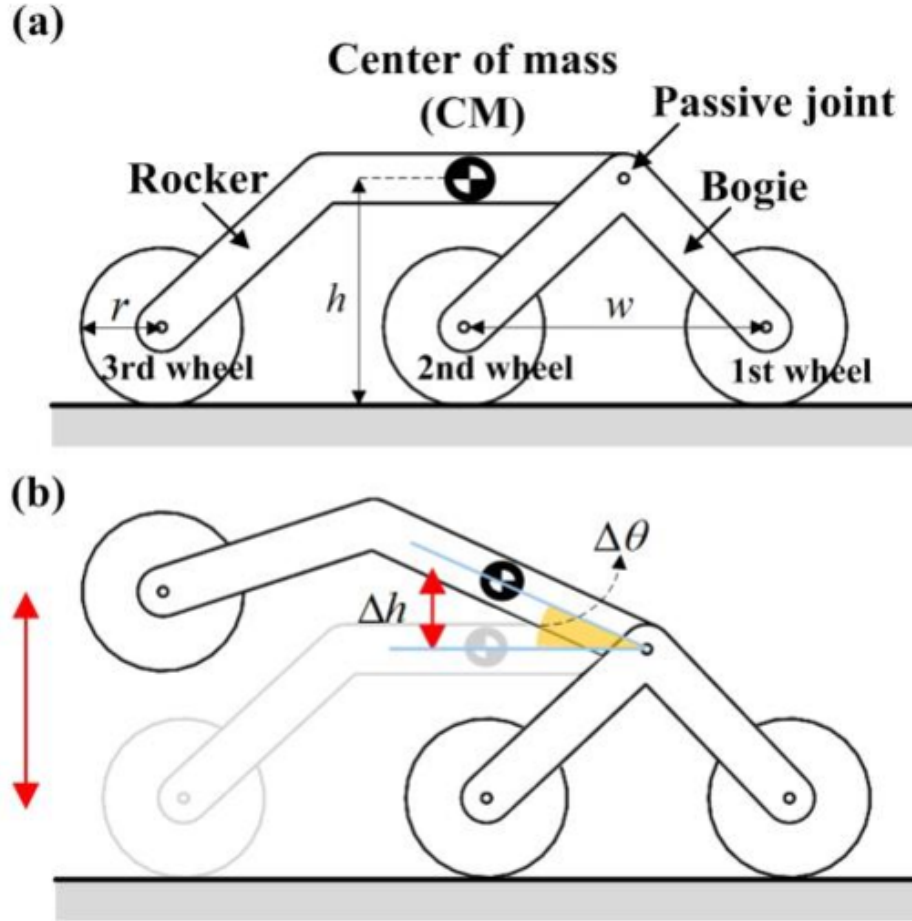 (a)
Center of mass
(CM)
Passive joint
Rocker
Bogie
r
h
w
3rd wheel
2nd wheel
1st wheel
(b)
Δθ
Δh